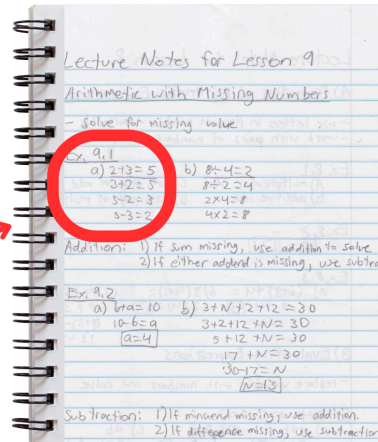 Lecture Notes for Lesson 9
Arithmetic with Missing Numbers
- Solve for missing value
Ex. 9.1
a) 2+3=5 b) 8÷4=2
3+2=5 8÷2=4
5-2=3 2×4=8
5-3=2 4×2=8
Addition: 1) If sum missing, use addition to solve
2) If either addend is missing, use subtrac
Ex. 9.2
a) 6+a=10 b) 3+N+2+12=30
10-6=a 3+2+12+N=30
a=4 5+12+N=30
17+N=30
30-17=N
N=13
Subtraction: 1) If minuend missing, use addition.
2) If difference missing, use subtraction